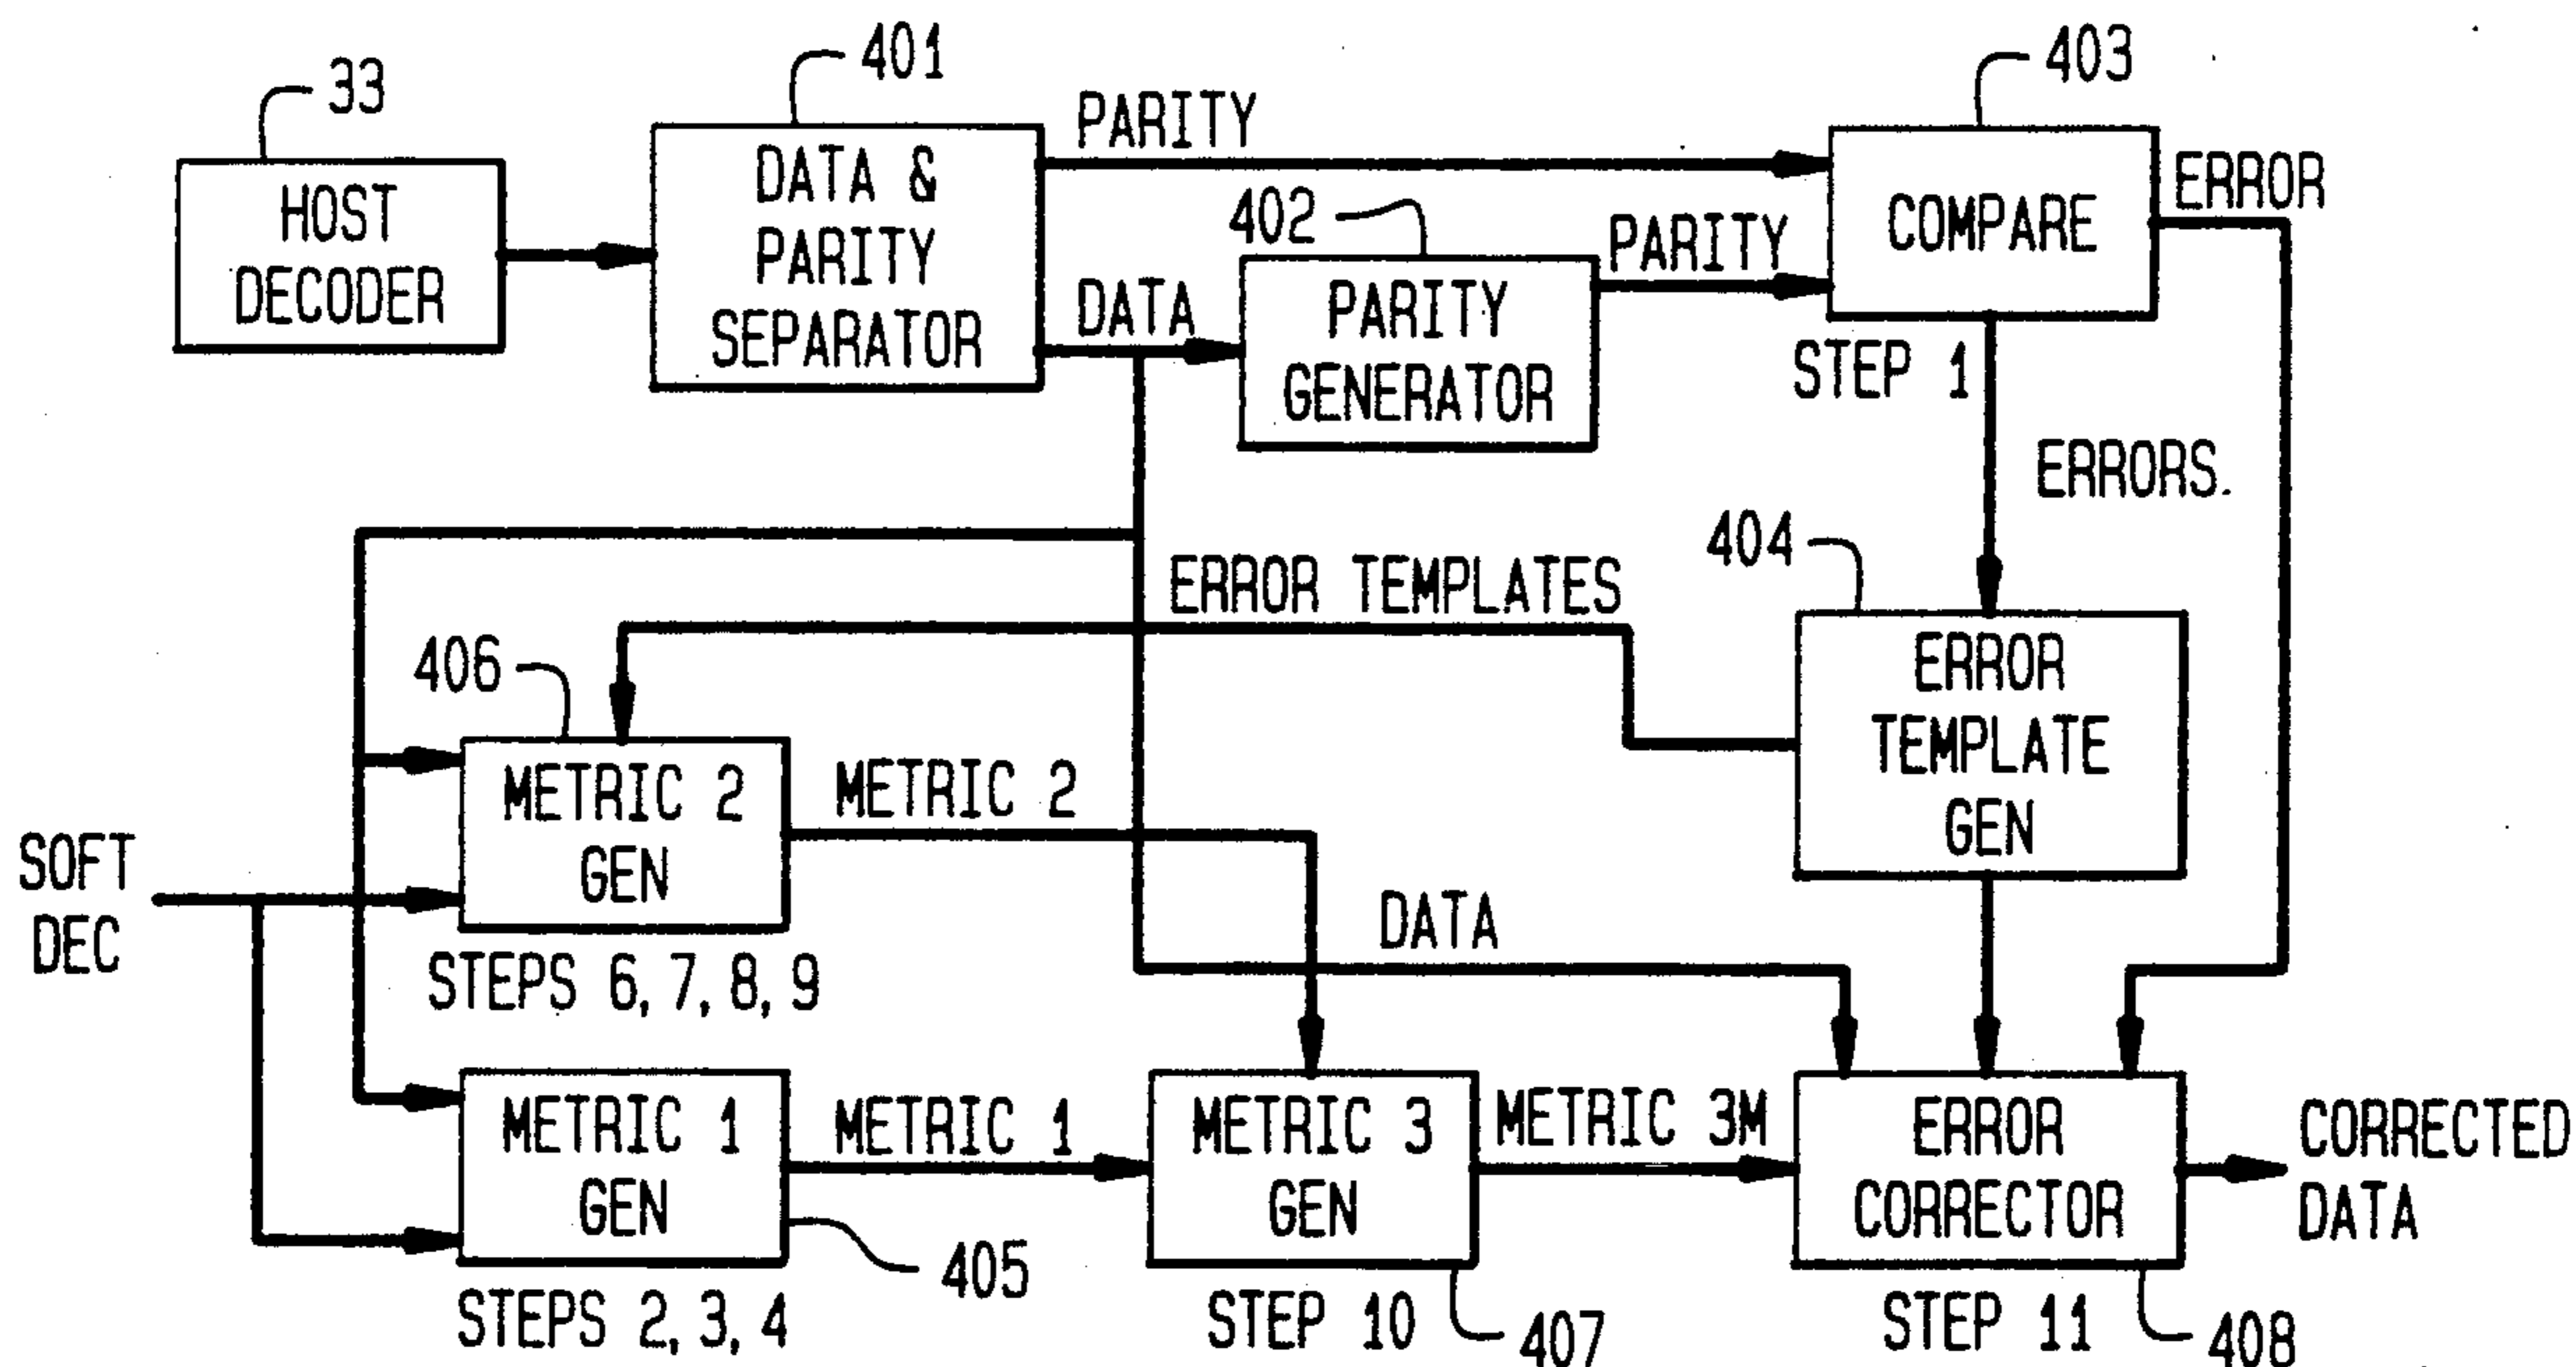 33
401
403
HOST
DECODER
DATA &
PARITY
SEPARATOR
PARITY
402
DATA
PARITY
GENERATOR
PARITY
COMPARE
ERROR
STEP 1
ERRORS.
404
ERROR TEMPLATES
ERROR
TEMPLATE
GEN
406
METRIC 2
GEN
METRIC 2
SOFT
DEC
STEPS 6, 7, 8, 9
DATA
METRIC 1
GEN
METRIC 1
405
STEPS 2, 3, 4
METRIC 3
GEN
METRIC 3M
STEP 10
407
ERROR
CORRECTOR
STEP 11
408
CORRECTED
DATA